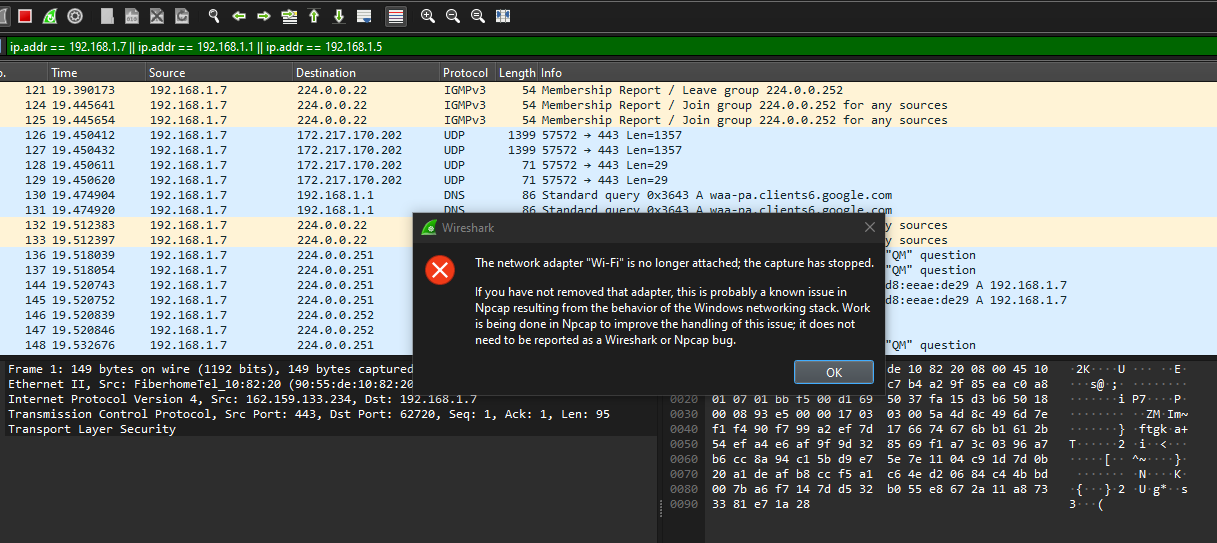 ip.addr == 192.168.1.7 || ip.addr == 192.168.1.1 || ip.addr == 192.168.1.5
o. Time Source Destination Protocol Length Info
121 19.390173 192.168.1.7 224.0.0.22 IGMPv3 54 Membership Report / Leave group 224.0.0.252
124 19.445641 192.168.1.7 224.0.0.22 IGMPv3 54 Membership Report / Join group 224.0.0.252 for any sources
125 19.445654 192.168.1.7 224.0.0.22 IGMPv3 54 Membership Report / Join group 224.0.0.252 for any sources
126 19.450412 192.168.1.7 172.217.170.202 UDP 1399 57572 → 443 Len=1357
127 19.450432 192.168.1.7 172.217.170.202 UDP 1399 57572 → 443 Len=1357
128 19.450611 192.168.1.7 172.217.170.202 UDP 71 57572 → 443 Len=29
129 19.450620 192.168.1.7 172.217.170.202 UDP 71 57572 → 443 Len=29
130 19.474904 192.168.1.7 192.168.1.1 DNS 86 Standard query 0x3643 A waa-pa.clients6.google.com
131 19.474920 192.168.1.7 192.168.1.1 DNS 86 Standard query 0x3643 A waa-pa.clients6.google.com
132 19.512383 192.168.1.7 224.0.0.22 y sources
133 19.512397 192.168.1.7 224.0.0.22 y sources
136 19.518039 192.168.1.7 224.0.0.251 "QM" question
137 19.518054 192.168.1.7 224.0.0.251 "QM" question
144 19.520743 192.168.1.7 224.0.0.251 d8:eeae:de29 A 192.168.1.7
145 19.520752 192.168.1.7 224.0.0.251 d8:eeae:de29 A 192.168.1.7
146 19.520839 192.168.1.7 224.0.0.251
147 19.520846 192.168.1.7 224.0.0.251
148 19.532676 192.168.1.7 224.0.0.251 "QM" question
Wireshark
The network adapter "Wi-Fi" is no longer attached; the capture has stopped.
If you have not removed that adapter, this is probably a known issue in
Npcap resulting from the behavior of the Windows networking stack. Work
is being done in Npcap to improve the handling of this issue; it does not
need to be reported as a Wireshark or Npcap bug.
OK
Frame 1: 149 bytes on wire (1192 bits), 149 bytes captured
Ethernet II, Src: FiberhomeTel_10:82:20 (90:55:de:10:82:20
Internet Protocol Version 4, Src: 162.159.133.234, Dst: 192.168.1.7
Transmission Control Protocol, Src Port: 443, Dst Port: 62720, Seq: 1, Ack: 1, Len: 95
Transport Layer Security
de 10 82 20 08 00 45 10 ·2K····U ··· ··E·
c7 b4 a2 9f 85 ea c0 a8 s@·;
0020 01 07 01 bb f5 00 d1 69 50 37 fa 15 d3 b6 50 18 ·······i P7····P·
0030 00 08 93 e5 00 00 17 03 03 00 5a 4d 8c 49 6d 7e ········ ··ZM·Im~
0040 f1 f4 90 f7 99 a2 ef 7d 17 66 74 67 6b b1 61 2b ·······} ·ftgk·a+
0050 54 ef a4 e6 af 9f 9d 32 85 69 f1 a7 3c 03 96 a7 T······2 ·i··<···
0060 b6 cc 8a 94 c1 5b d9 e7 5e 7e 11 04 c9 1d 7d 0b ·····[·· ^~····}·
0070 20 a1 de af b8 cc f5 a1 c6 4e d2 06 84 c4 4b bd ········ ·N····K·
0080 00 7b a6 f7 14 7d d5 32 b0 55 e8 67 2a 11 a8 73 ·{···}·2 ·U·g*··s
0090 33 81 e7 1a 28 3···(